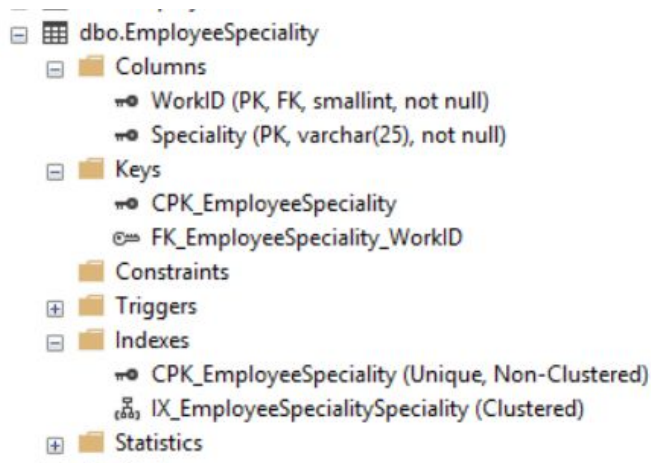 dbo.EmployeeSpeciality
Columns
WorkID (PK, FK, smallint, not null)
Speciality (PK, varchar(25), not null)
Keys
CPK_EmployeeSpeciality
FK_EmployeeSpeciality_WorkID
Constraints
Triggers
Indexes
CPK_EmployeeSpeciality (Unique, Non-Clustered)
IX_EmployeeSpecialitySpeciality (Clustered)
Statistics